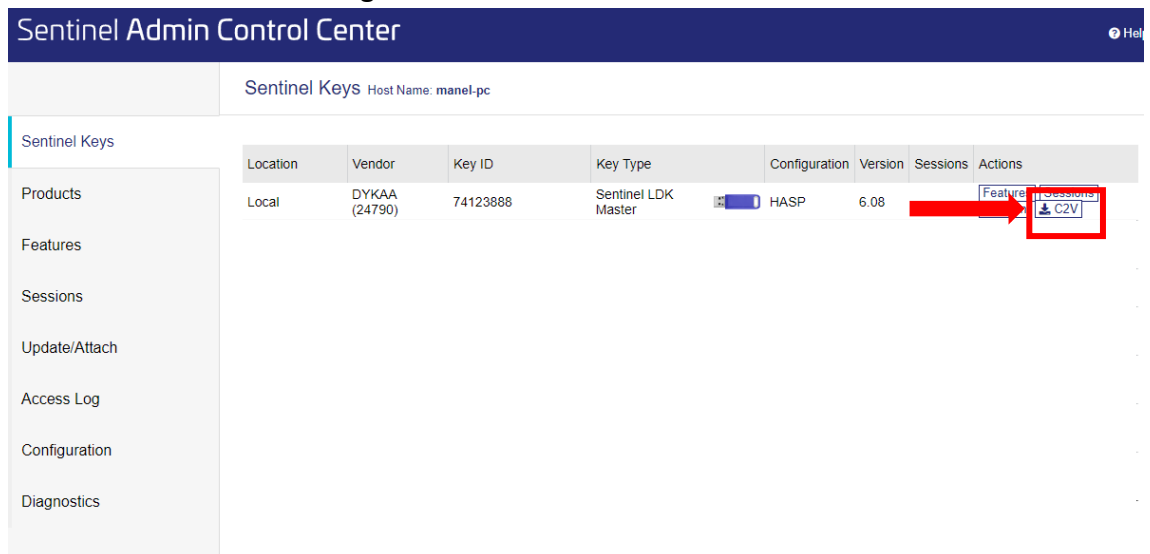 Sentinel Admin Control Center
Sentinel Keys Host Name: manel-pc
Sentinel Keys
Products
Features
Sessions
Update/Attach
Access Log
Configuration
Diagnostics
Location Vendor Key ID Key Type Configuration Version Sessions Actions
Local DYKAA (24790) 74123888 Sentinel LDK Master HASP 6.08 Features Sessions
C2V